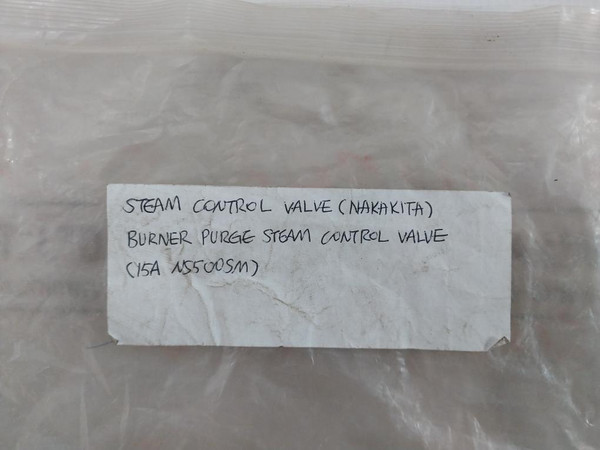 STEAM CONTROL VALVE (NAKAKITA)
BURNER PURGE STEAM CONTROL VALVE
(15A NS500SM)